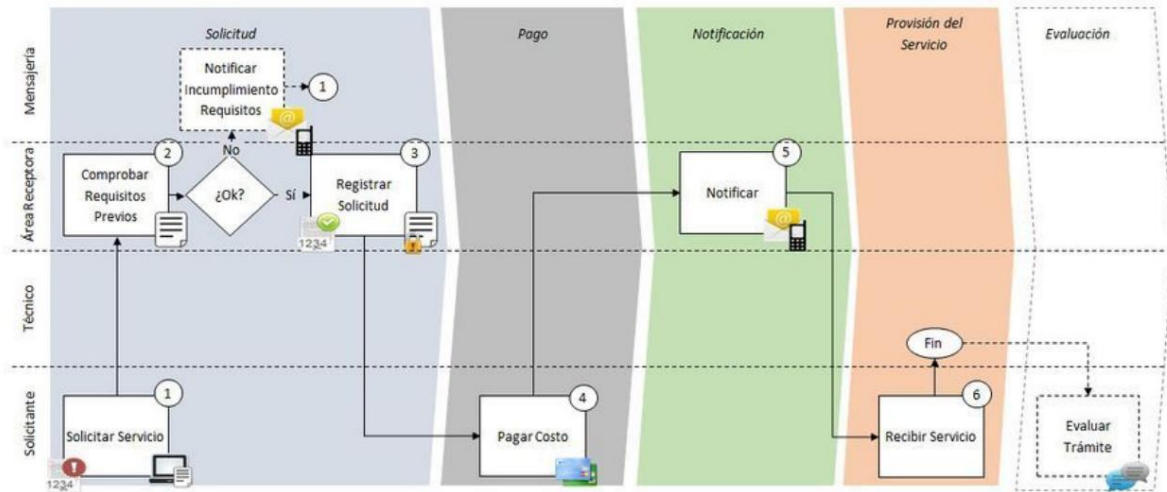 Solicitud
Pago
Notificación
Provisión del
Servicio
Evaluación
Mensajería
Notificar
Incumplimiento
Requisitos
1
@
No
Área Receptora
Comprobar
Requisitos
Previos
2
¿Ok?
Sí
Registrar
Solicitud
3
1234
Notificar
5
@
Técnico
Fin
Solicitante
Solicitar Servicio
1
1234
Pagar Costo
4
Recibir Servicio
6
Evaluar
Trámite